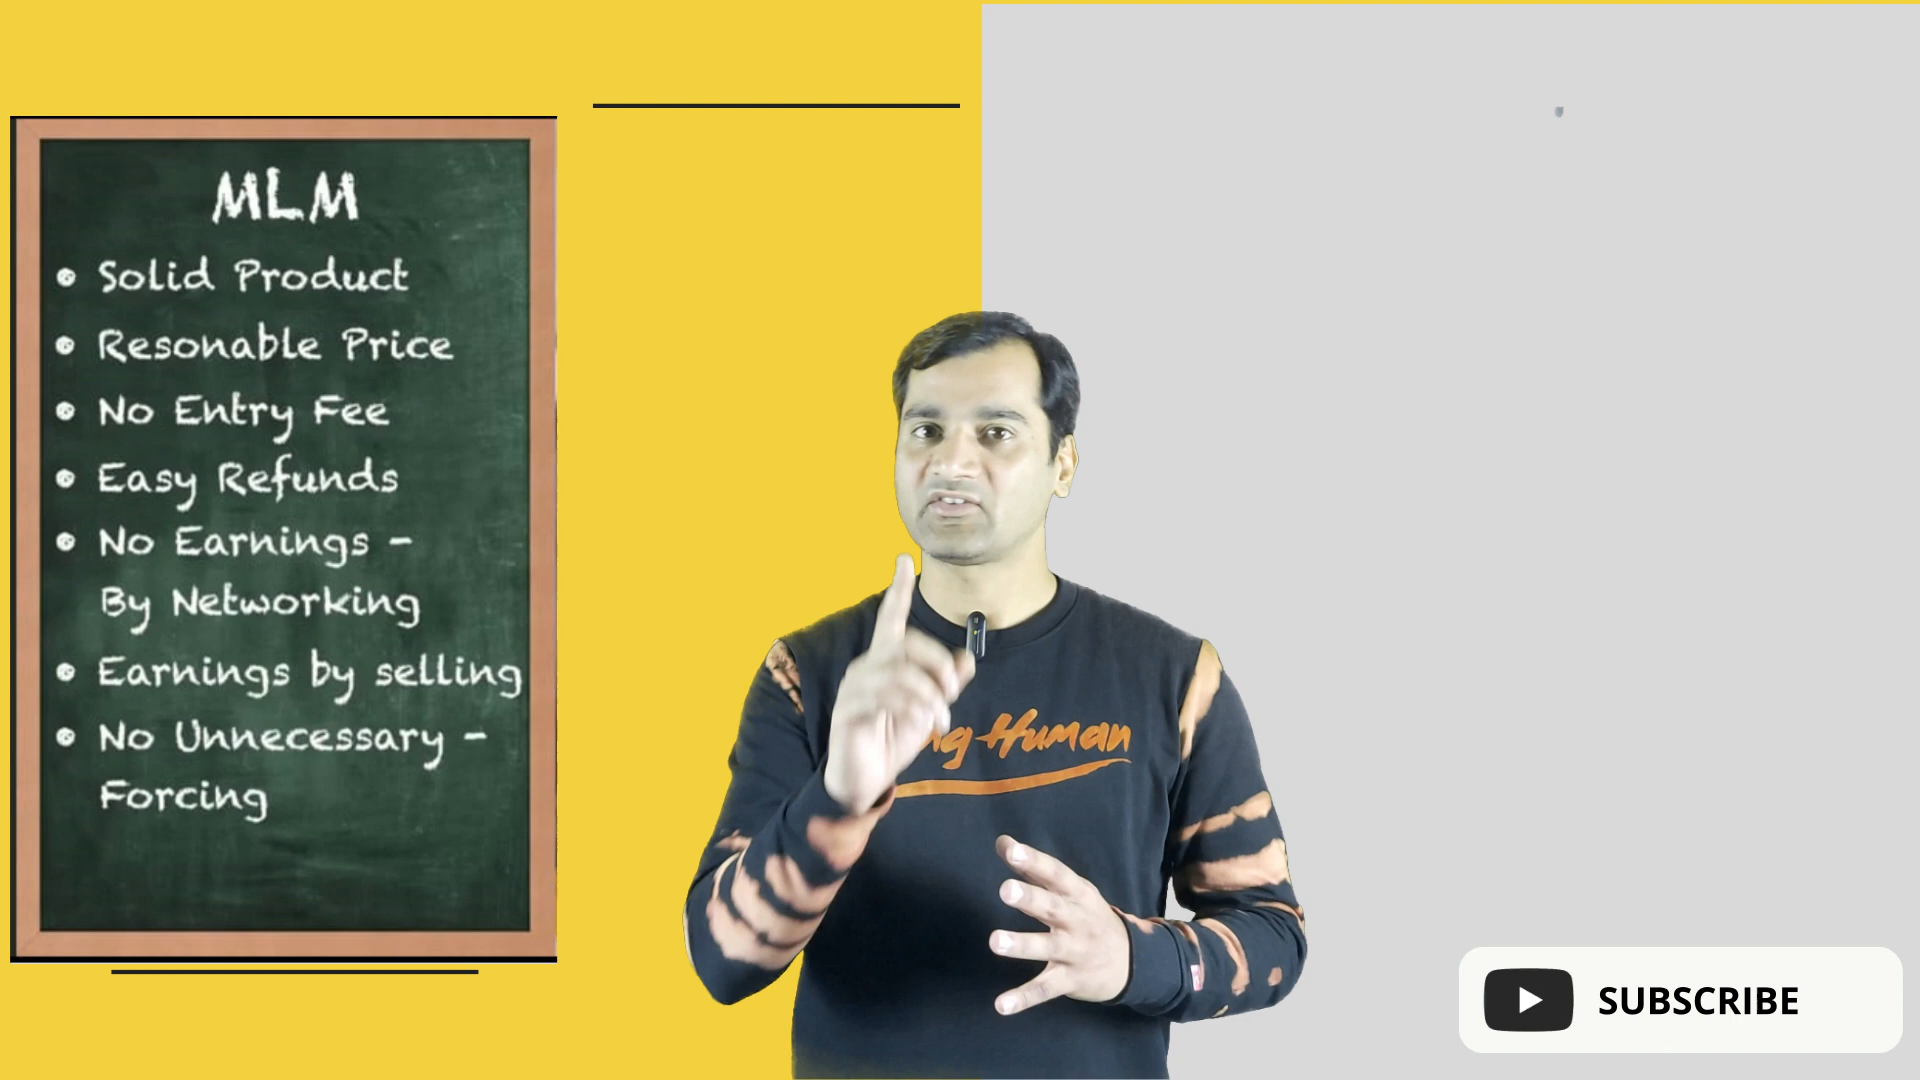 MLM
Solid Product
Resonable Price
No Entry Fee
Easy Refunds
No Earnings -
By Networking
Earnings by selling
No Unnecessary -
Forcing
Human
SUBSCRIBE